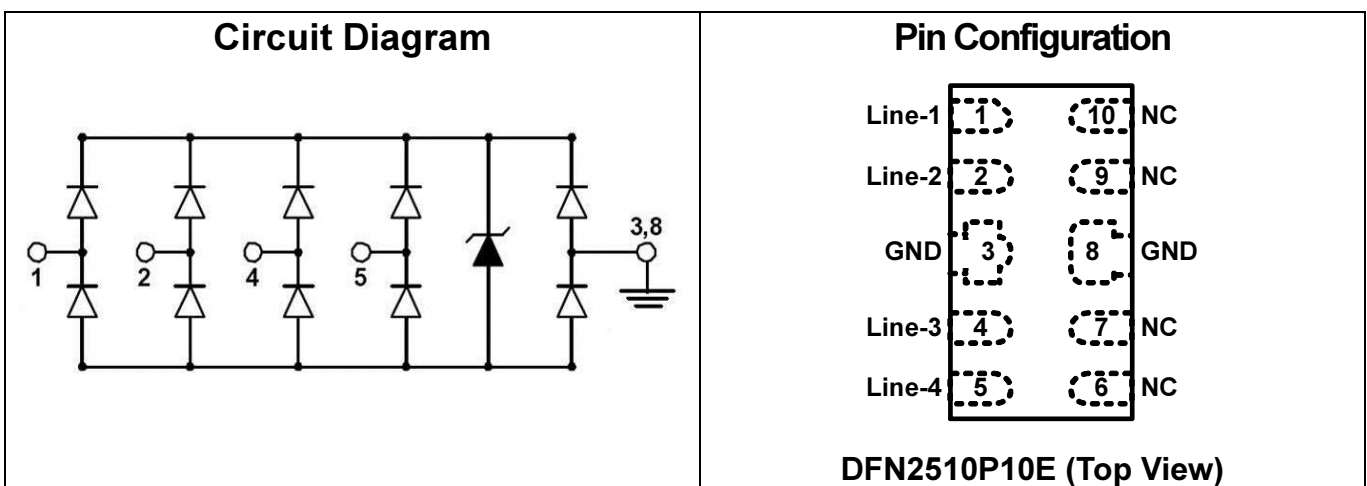 Circuit Diagram
3,8
1
2
4
5
Pin Configuration
Line-1 1 10 NC
Line-2 2 9 NC
GND 3 8 GND
Line-3 4 7 NC
Line-4 5 6 NC
DFN2510P10E (Top View)